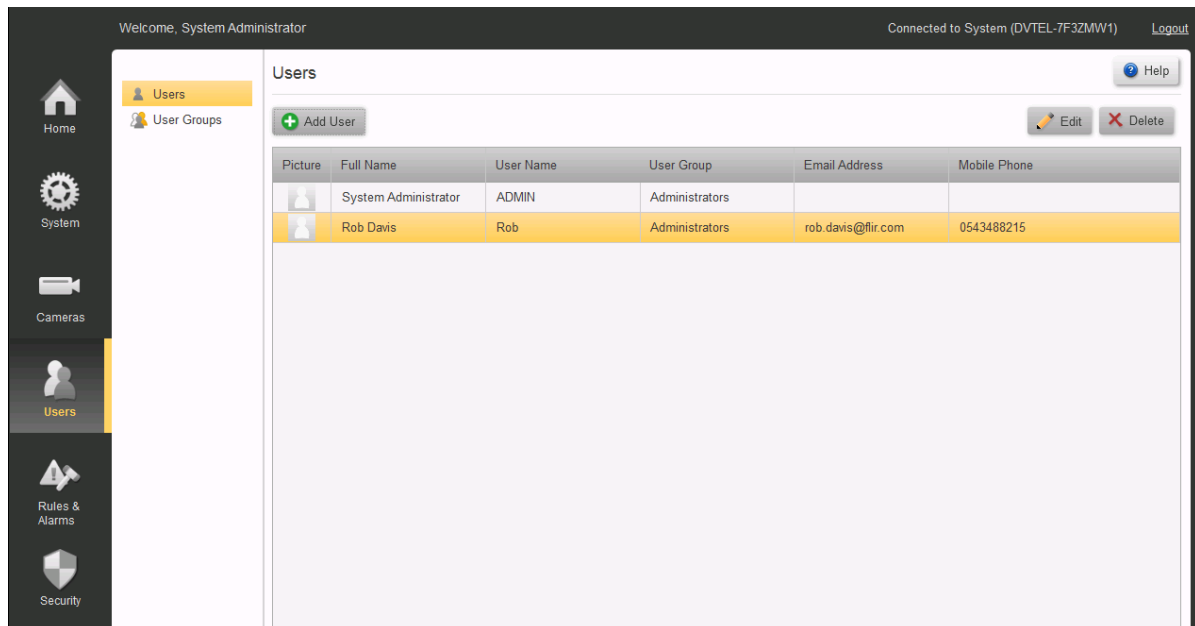 Welcome, System Administrator
Connected to System (DVTEL-7F3ZMW1) Logout
Home
System
Cameras
Users
Rules &
Alarms
Security
Users
User Groups
Users
Help
Add User
Edit Delete
Picture Full Name User Name User Group Email Address Mobile Phone
System Administrator ADMIN Administrators
Rob Davis Rob Administrators rob.davis@flir.com 0543488215